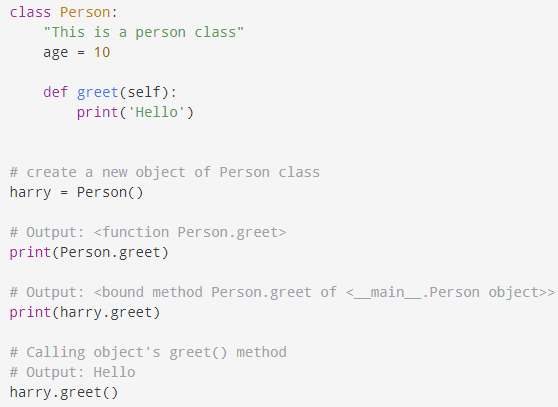 class Person:
    "This is a person class"
    age = 10

    def greet(self):
        print('Hello')


# create a new object of Person class
harry = Person()

# Output: <function Person.greet>
print(Person.greet)

# Output: <bound method Person.greet of <__main__.Person object>>
print(harry.greet)

# Calling object's greet() method
# Output: Hello
harry.greet()